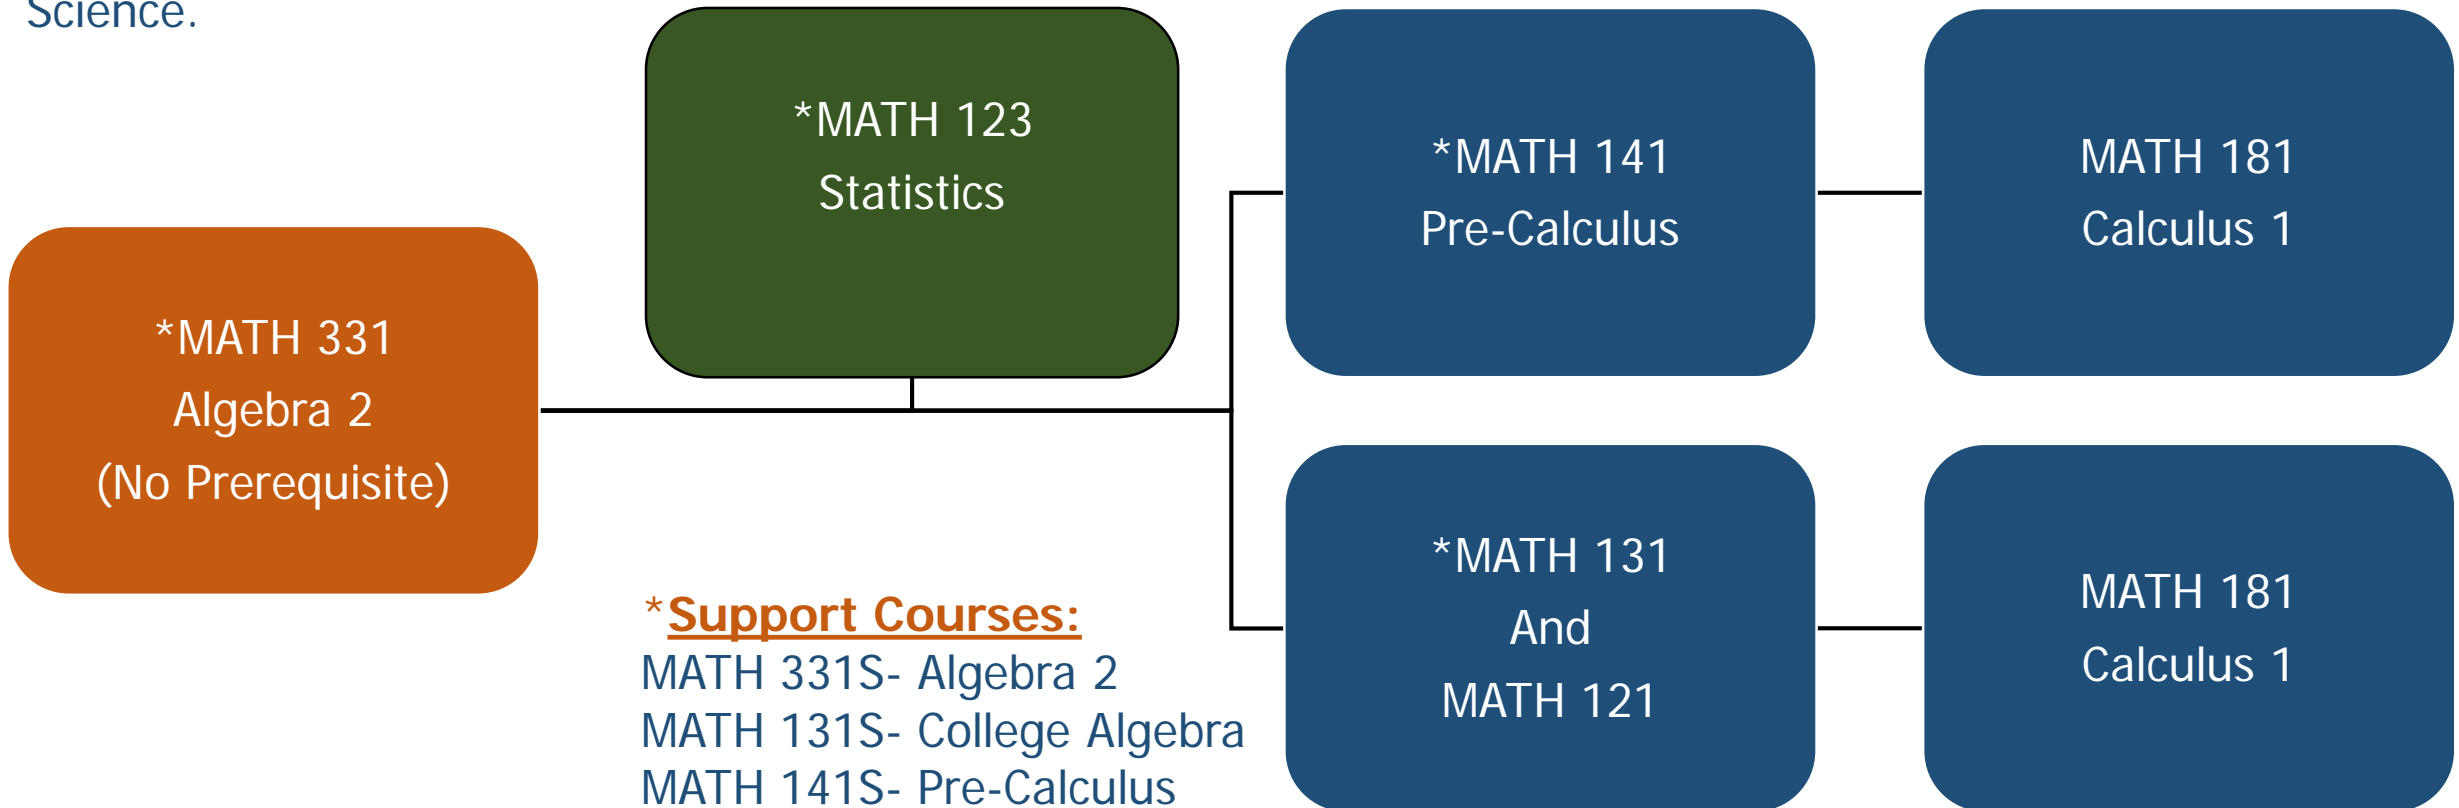 Science.
*MATH 123
Statistics
*MATH 141
Pre-Calculus
MATH 181
Calculus 1
*MATH 331
Algebra 2
(No Prerequisite)
*MATH 131
And
MATH 121
MATH 181
Calculus 1
*Support Courses:
MATH 331S- Algebra 2
MATH 131S- College Algebra
MATH 141S- Pre-Calculus